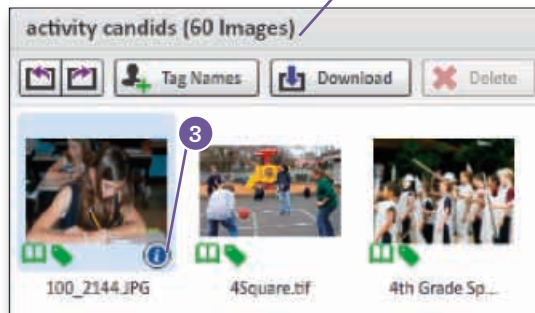 activity candids (60 Images)
Tag Names Download Delete
3
100_2144.JPG 4Square.tif 4th Grade Sp...